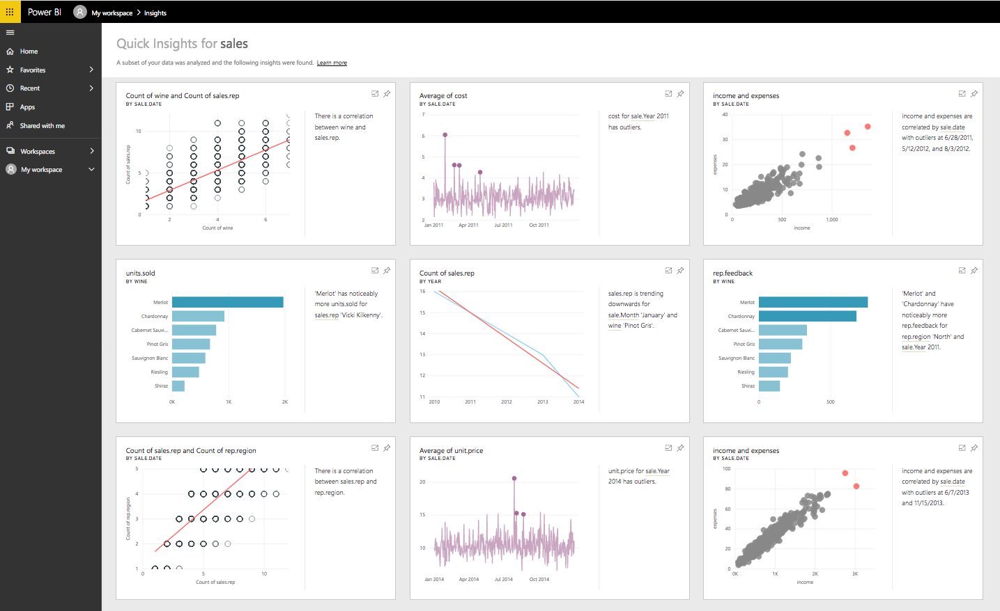 Power BI
My workspace > Insights
Home
Favorites
Recent
Apps
Shared with me
Workspaces
My workspace
Quick Insights for sales
A subset of your data was analyzed and the following insights were found. Learn more
Count of wine and Count of sales.rep
BY SALE.DATE
There is a correlation
between wine and
sales.rep.
Count of sales.rep
10
5
0
2
4
6
Count of wine
Average of cost
BY SALE.DATE
cost for sale.Year 2011
has outliers.
7
6
5
4
3
2
Jan 2011
Apr 2011
Jul 2011
Oct 2011
income and expenses
BY SALE.DATE
income and expenses are
correlated by sale.date
with outliers at 6/28/2011,
5/12/2012, and 8/3/2012.
expenses
40
30
20
10
0
0
500
1,000
income
units.sold
BY WINE
'Merlot' has noticeably
more units.sold for
sales.rep 'Vicki Kilkenny'.
Merlot
Chardonnay
Cabernet Sauvi...
Pinot Gris
Sauvignon Blanc
Riesling
Shiraz
0K
1K
2K
Count of sales.rep
BY YEAR
sales.rep is trending
downwards for
sale.Month 'January' and
wine 'Pinot Gris'.
16
15
14
13
12
11
2010
2011
2012
2013
2014
rep.feedback
BY WINE
'Merlot' and
'Chardonnay' have
noticeably more
rep.feedback for
rep.region 'North' and
sale.Year 2011.
Merlot
Chardonnay
Cabernet Sauvi...
Pinot Gris
Sauvignon Blanc
Riesling
Shiraz
0
500
Count of sales.rep and Count of rep.region
BY SALE.DATE
There is a correlation
between sales.rep and
rep.region.
Count of rep.region
5
4
3
2
1
0
5
10
Count of sales.rep
Average of unit.price
BY SALE.DATE
unit.price for sale.Year
2014 has outliers.
20
15
10
Jan 2014
Apr 2014
Jul 2014
Oct 2014
income and expenses
BY SALE.DATE
income and expenses are
correlated by sale.date
with outliers at 6/7/2013
and 11/15/2013.
expenses
100
80
60
40
20
0
0K
1K
2K
3K
income